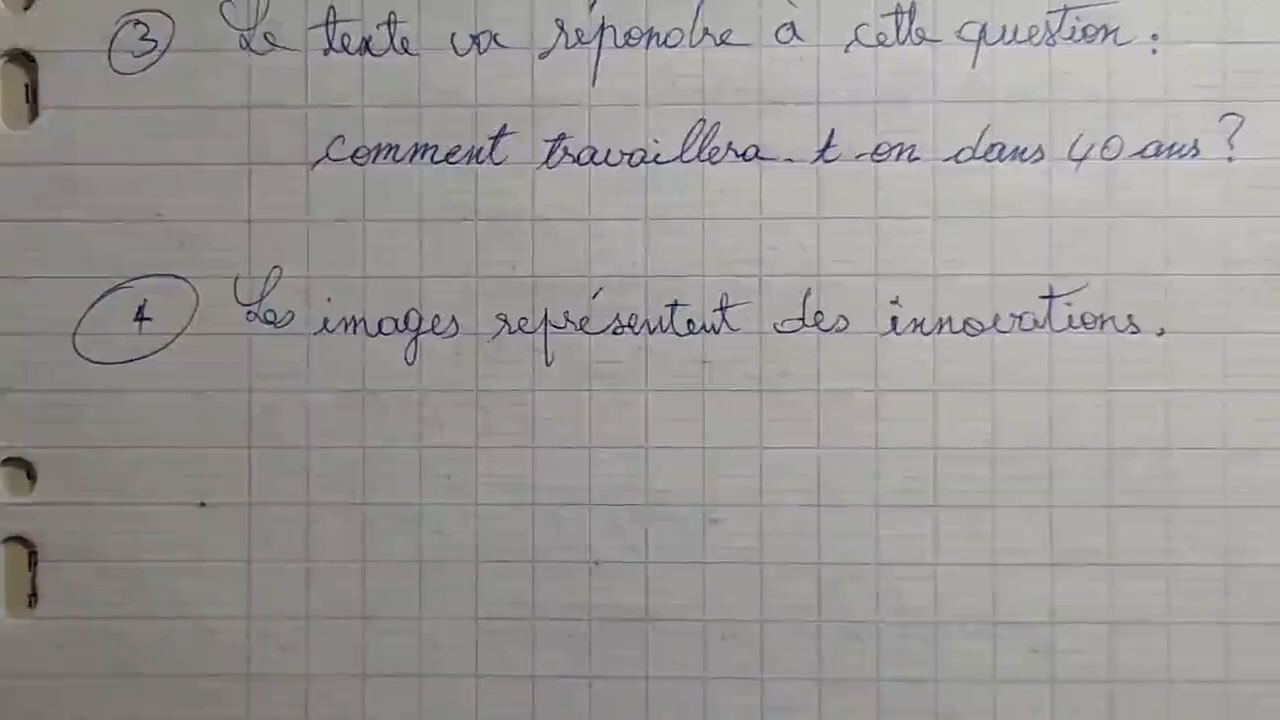 ③ Le texte va répondre à cette question :
comment travaillera-t-on dans 40 ans ?
④ Les images représentent des innovations.